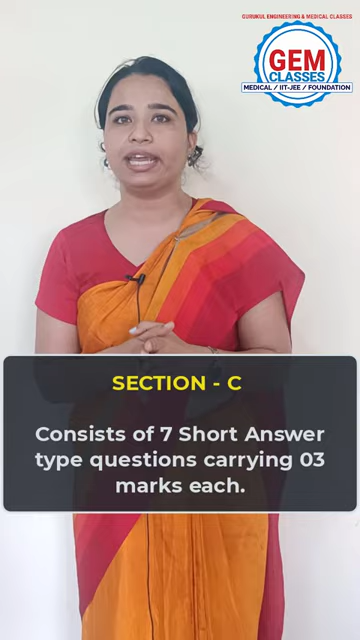 GURUKUL ENGINEERING & MEDICAL CLASSES
GEM
CLASSES
MEDICAL / IIT-JEE / FOUNDATION
SECTION - C
Consists of 7 Short Answer
type questions carrying 03
marks each.